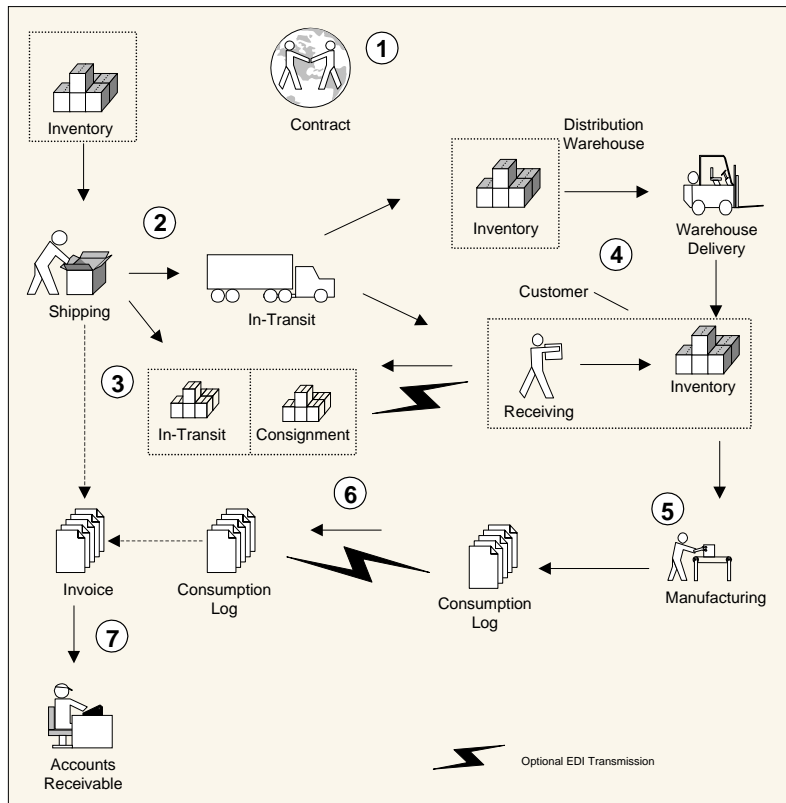 1
Inventory
Contract
Distribution
Warehouse
2
Inventory
Warehouse
Delivery
4
Shipping
In-Transit
Customer
3
In-Transit
Consignment
Receiving
Inventory
6
5
Invoice
Consumption
Log
Consumption
Log
Manufacturing
7
Accounts
Receivable
Optional EDI Transmission